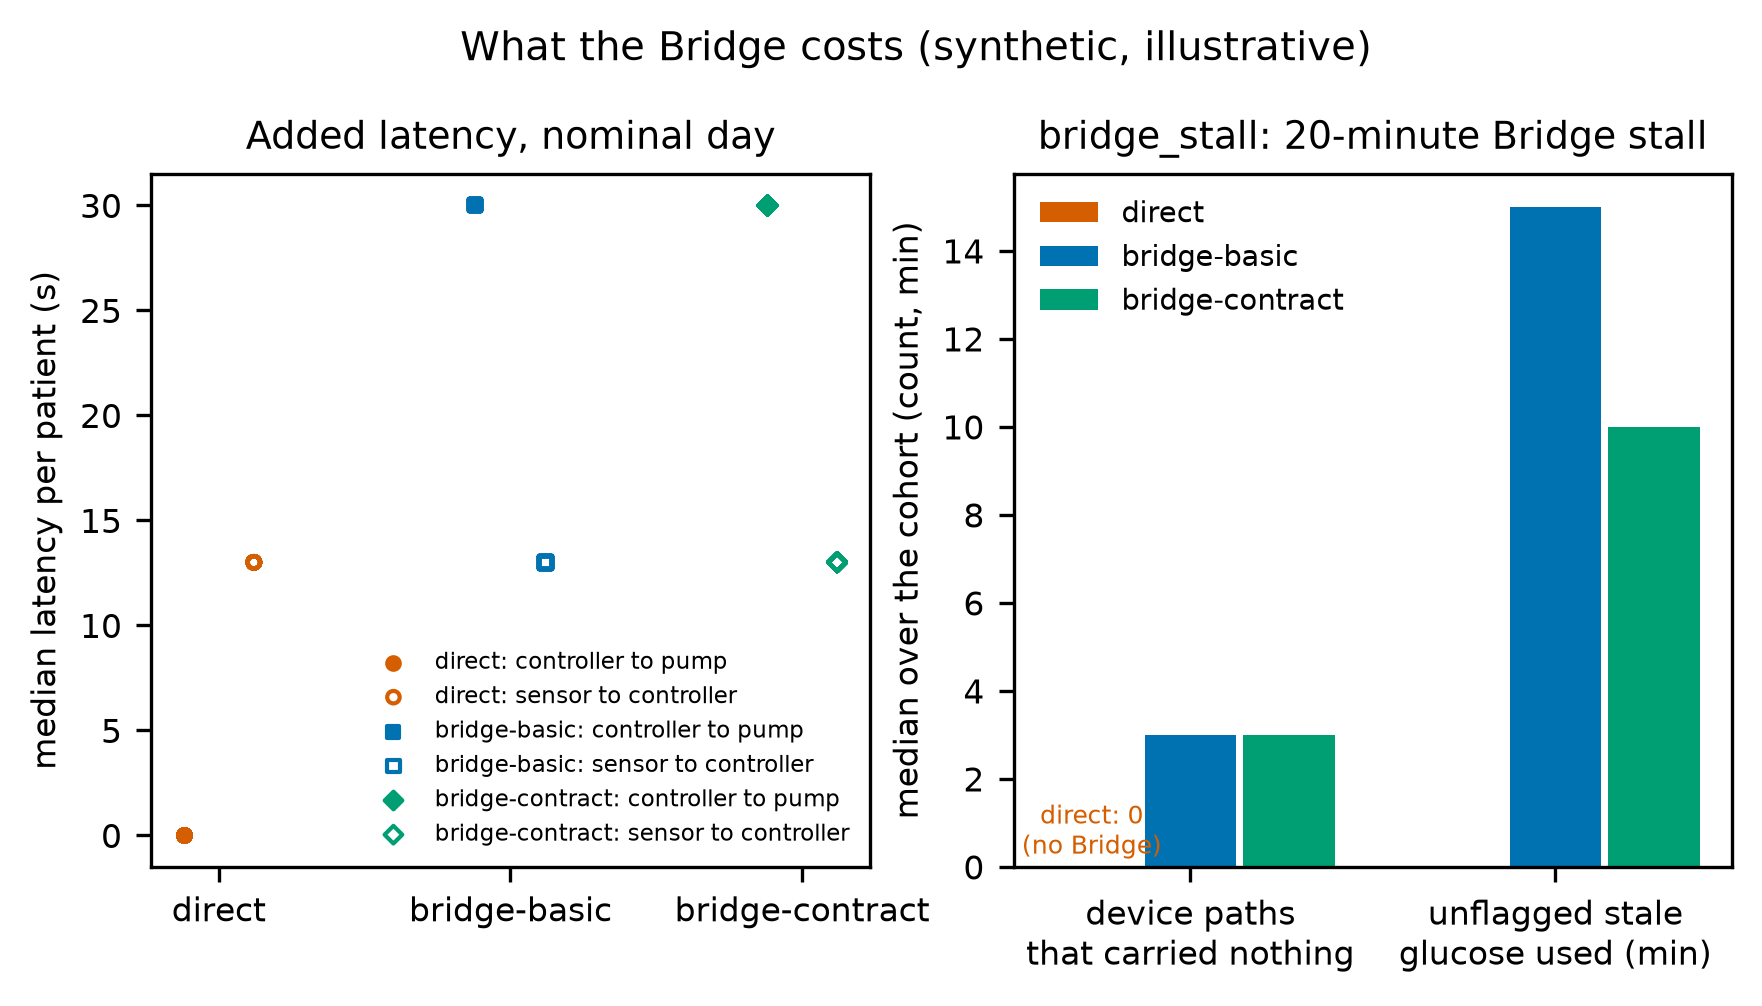 What the Bridge costs (synthetic, illustrative)
Added latency, nominal day
median latency per patient (s)
30
25
20
15
10
5
0
direct: controller to pump
direct: sensor to controller
bridge-basic: controller to pump
bridge-basic: sensor to controller
bridge-contract: controller to pump
bridge-contract: sensor to controller
direct
bridge-basic
bridge-contract
bridge_stall: 20-minute Bridge stall
median over the cohort (count, min)
14
12
10
8
6
4
2
0
direct
bridge-basic
bridge-contract
direct: 0
(no Bridge)
device paths
that carried nothing
unflagged stale
glucose used (min)